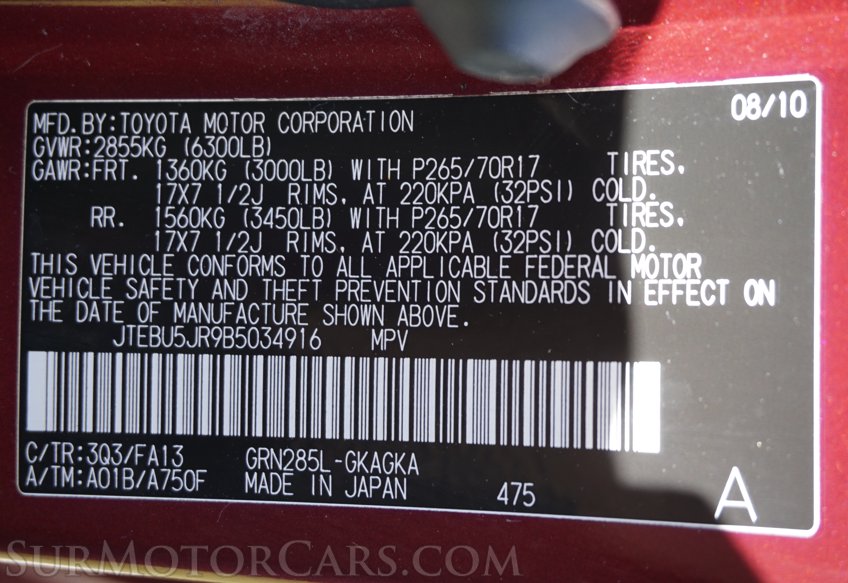 08/10
MFD.BY:TOYOTA MOTOR CORPORATION
GVWR:2855KG (6300LB)
GAWR:FRT. 1360KG (3000LB) WITH P265/70R17 TIRES,
17X7 1/2J RIMS, AT 220KPA (32PSI) COLD.
RR. 1560KG (3450LB) WITH P265/70R17 TIRES,
17X7 1/2J RIMS, AT 220KPA (32PSI) COLD.
THIS VEHICLE CONFORMS TO ALL APPLICABLE FEDERAL MOTOR
VEHICLE SAFETY AND THEFT PREVENTION STANDARDS IN EFFECT ON
THE DATE OF MANUFACTURE SHOWN ABOVE.
JTEBU5JR9B5034916 MPV
C/TR:3Q3/FA13 GRN285L-GKAGKA
A/TM:A01B/A750F MADE IN JAPAN 475 A
SurMotorCars.com